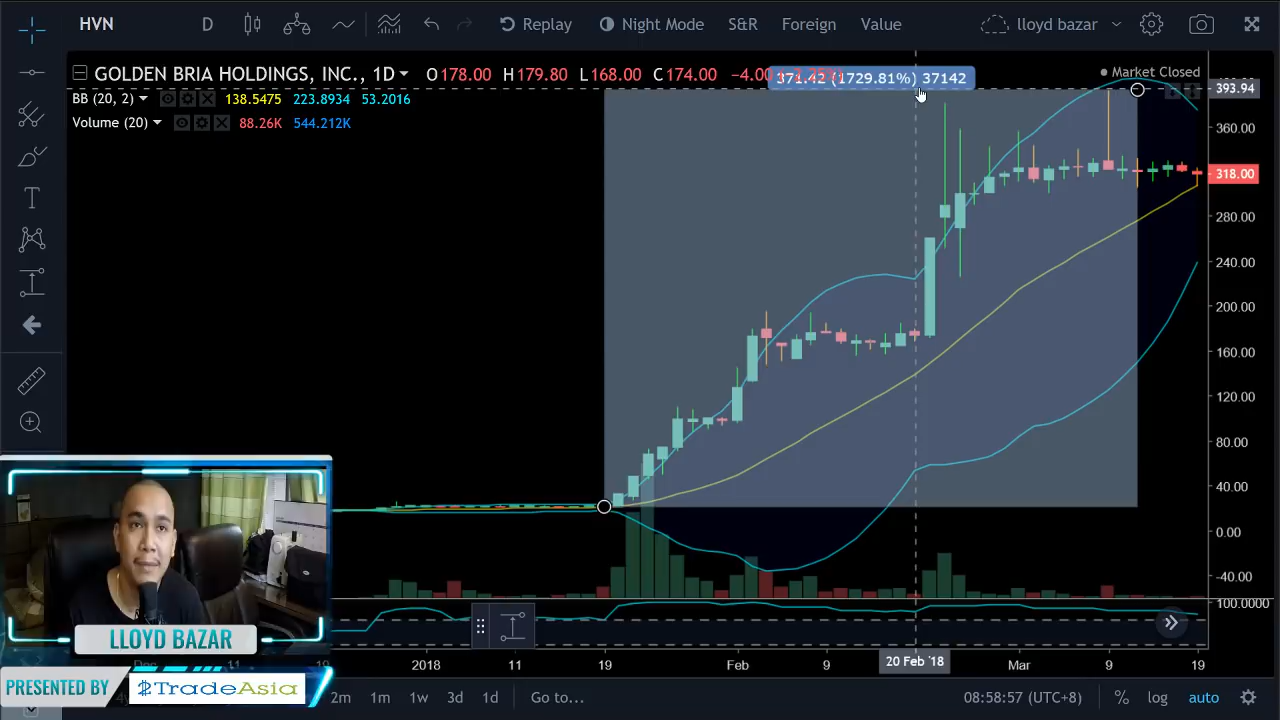 HVN D Replay Night Mode S&R Foreign Value lloyd bazar
GOLDEN BRIA HOLDINGS, INC., 1D O178.00 H179.80 L168.00 C174.00 −4.00
371.42 (1729.81%) 37142
Market Closed
BB (20, 2) 138.5475 223.8934 53.2016
Volume (20) 88.26K 544.212K
393.94
360.00
318.00
280.00
240.00
200.00
160.00
120.00
80.00
40.00
0.00
-40.00
100.0000
2018 11 19 Feb 9 20 Feb '18 Mar 9 19
LLOYD BAZAR
PRESENTED BY $TradeAsia
2m 1m 1w 3d 1d Go to... 08:58:57 (UTC+8) % log auto